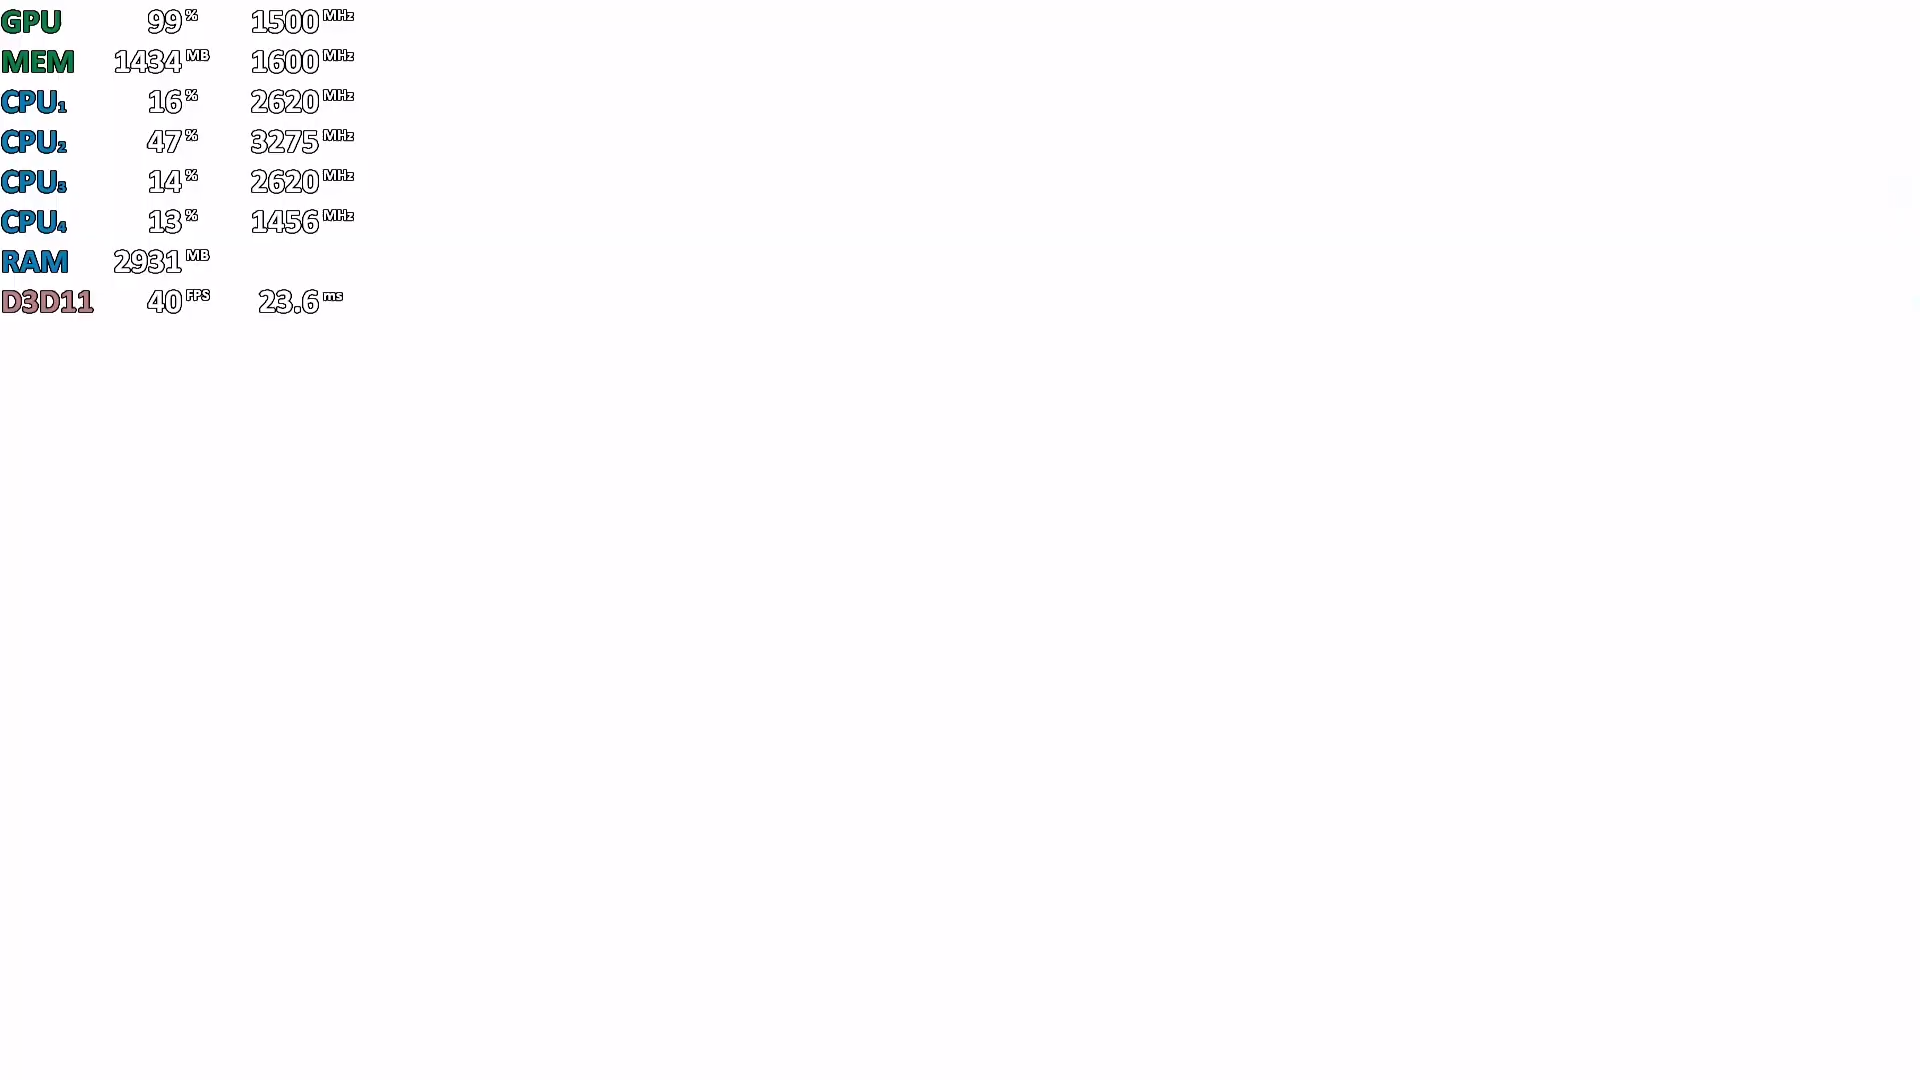 GPU 99 % 1500 MHz
MEM 1434 MB 1600 MHz
CPU1 16 % 2620 MHz
CPU2 47 % 3275 MHz
CPU3 14 % 2620 MHz
CPU4 13 % 1456 MHz
RAM 2931 MB
D3D11 40 FPS 23.6 ms